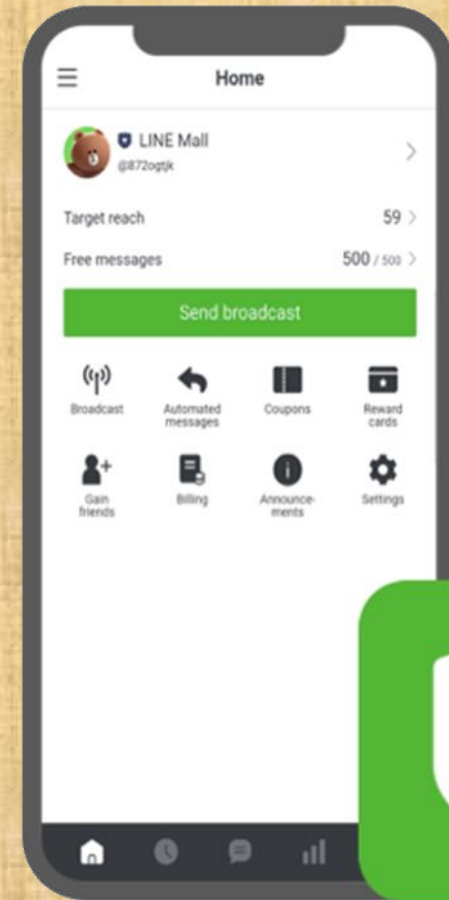 Home
LINE Mall
@872ogtjk
Target reach 59
Free messages 500 / 500
Send broadcast
Broadcast Automated messages Coupons Reward cards
Gain friends Billing Announce-ments Settings